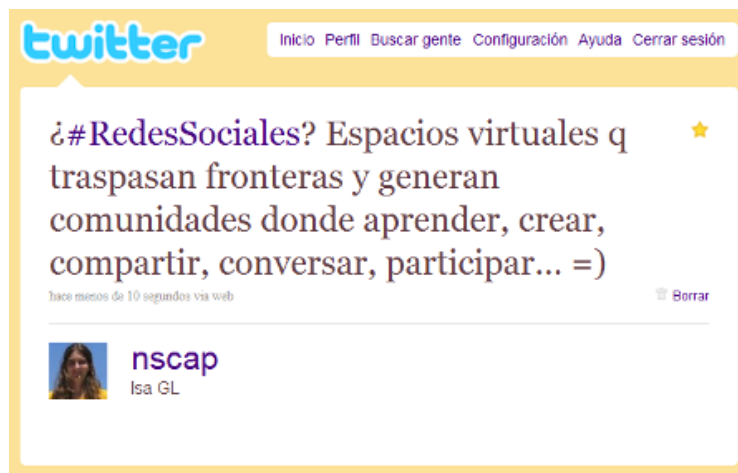 twitter
Inicio Perfil Buscar gente Configuración Ayuda Cerrar sesión
¿#RedesSociales? Espacios virtuales q
traspasan fronteras y generan
comunidades donde aprender, crear,
compartir, conversar, participar... =)
hace menos de 10 segundos vía web
Borrar
nscap
Isa GL